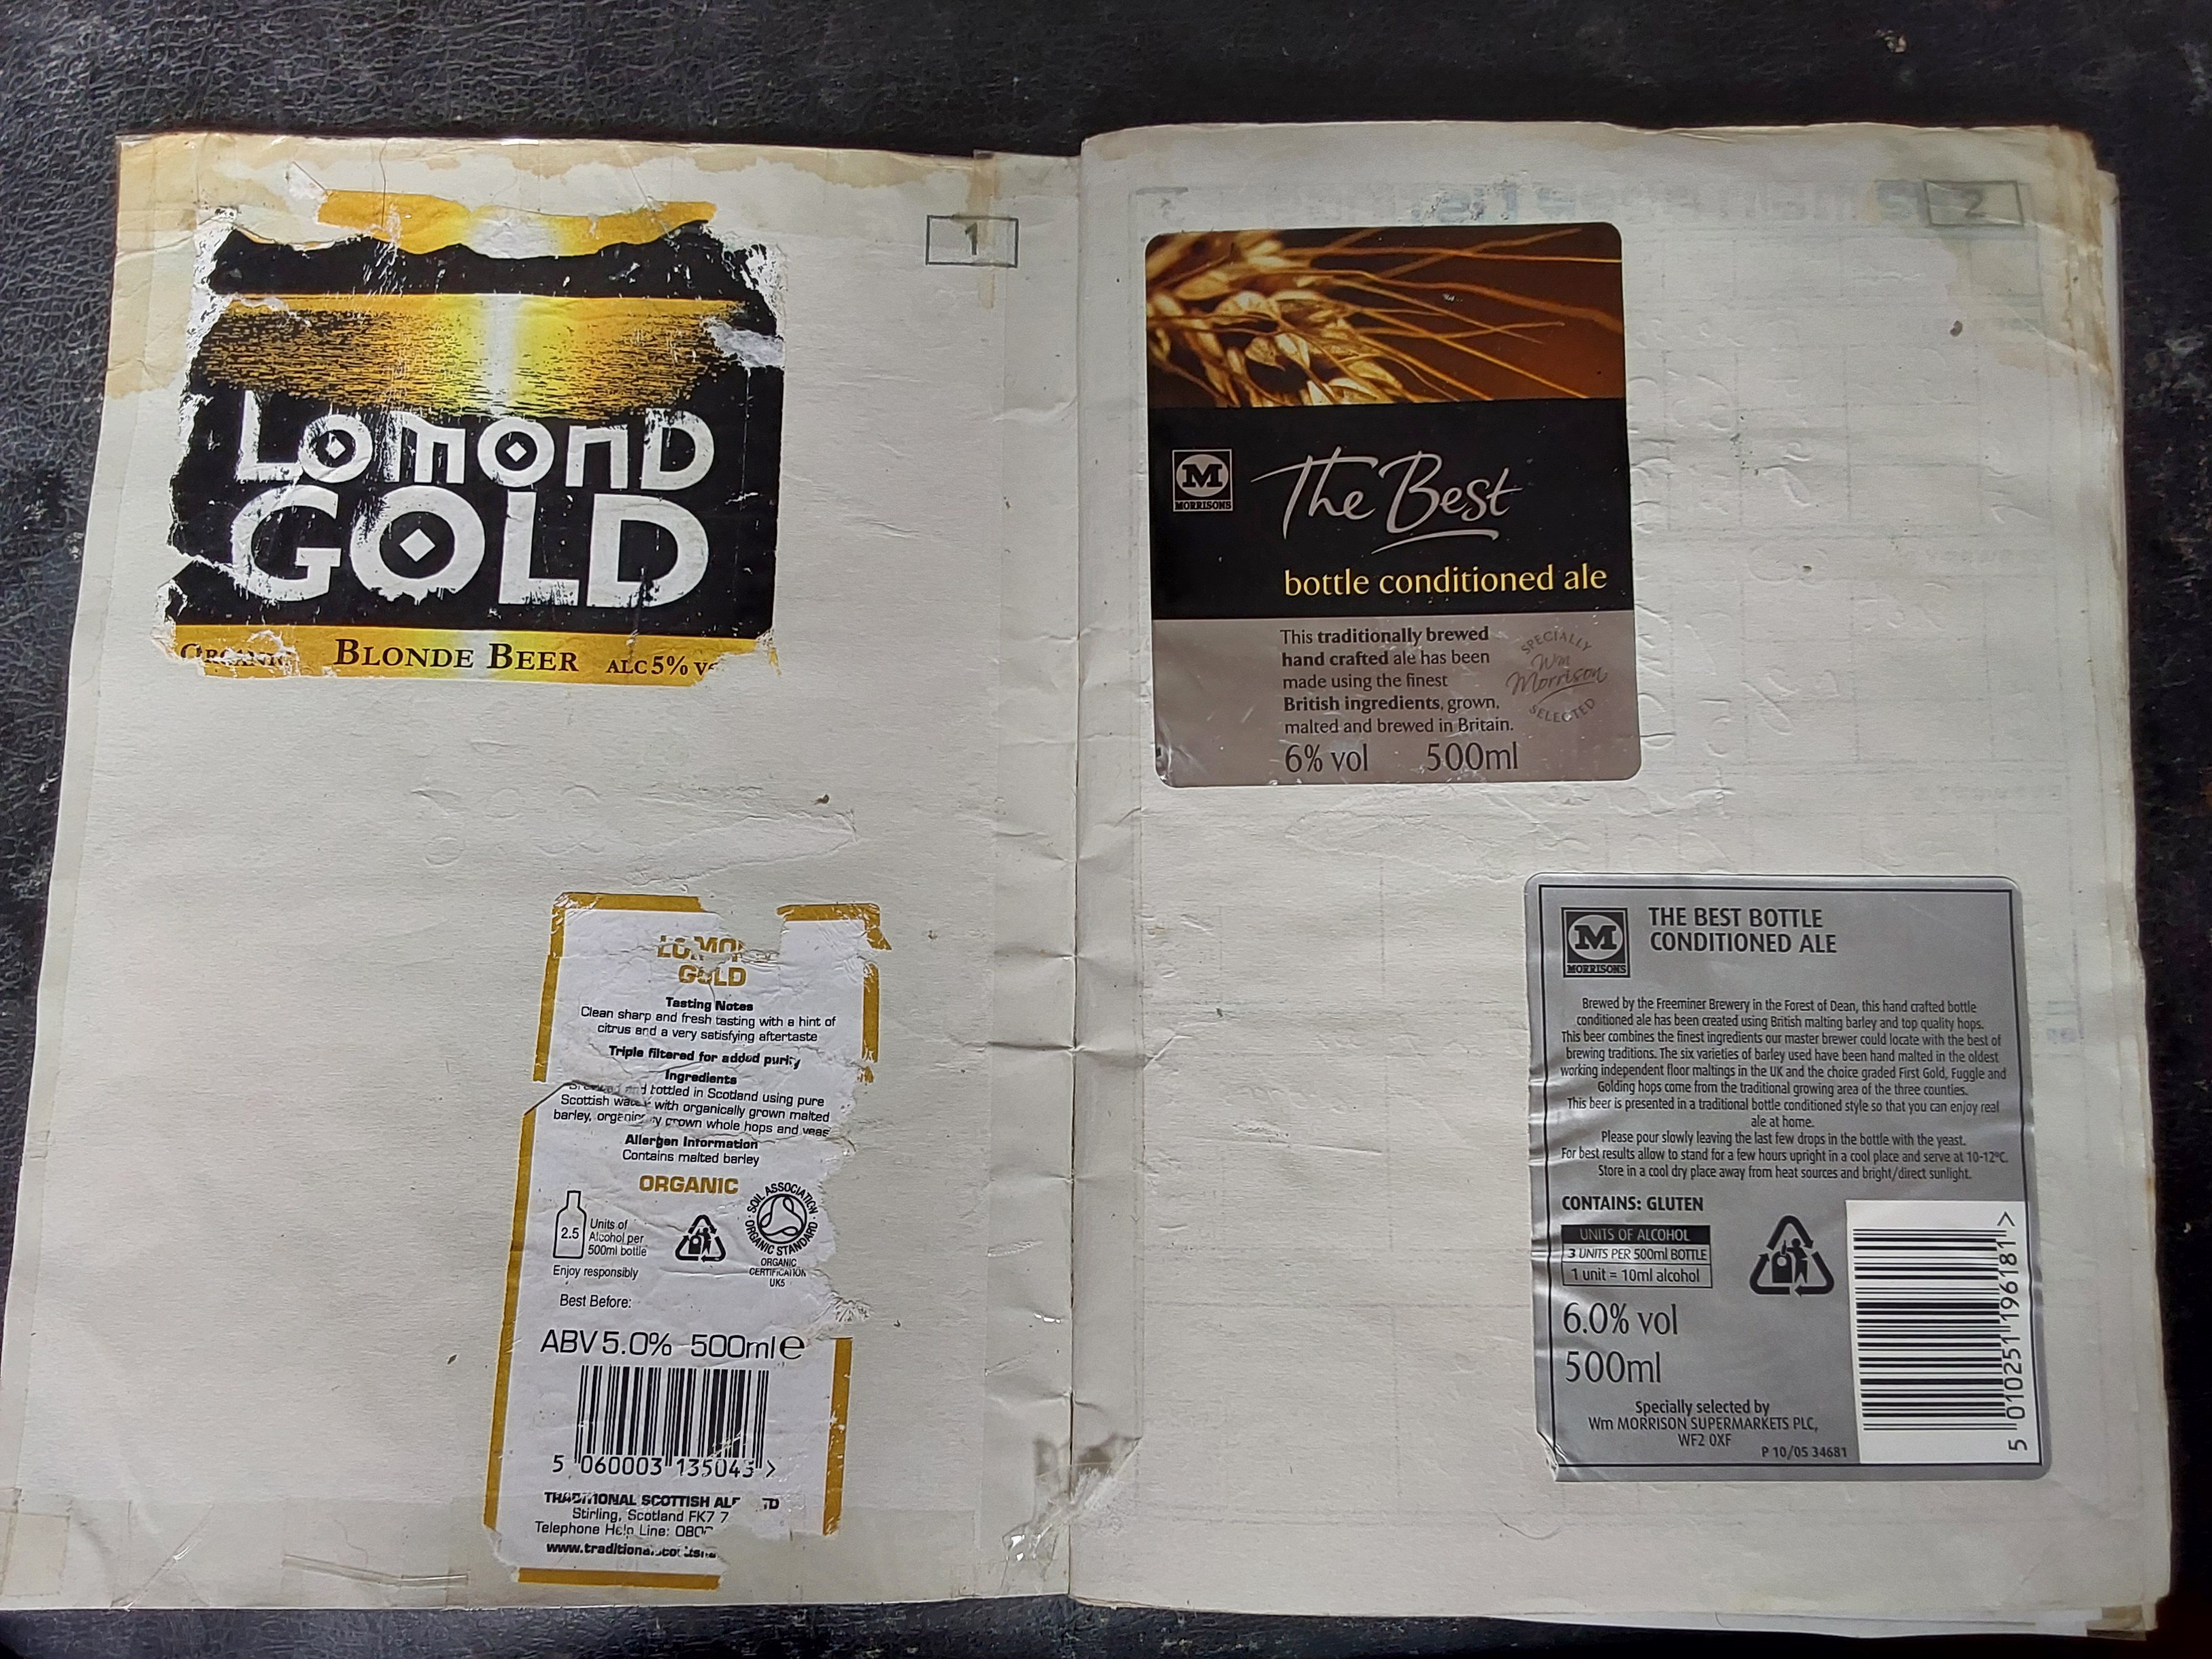 1
LOMOND
GOLD
ORGANIC BLONDE BEER ALC 5% V
GOLD
Tasting Notes
Clean sharp and fresh tasting with a hint of
citrus and a very satisfying aftertaste
Triple filtered for added purity
Ingredients
and bottled in Scotland using pure
Scottish water with organically grown malted
barley, organically grown whole hops and yeas
Allergen Information
Contains malted barley
ORGANIC
2.5
Units of
Alcohol per
500ml bottle
Enjoy responsibly
SOIL ASSOCIATION
ORGANIC STANDARD
ORGANIC
CERTIFICATION
UK5
Best Before:
ABV 5.0% 500ml e
5 060003 135043 >
TRADITIONAL SCOTTISH ALE TD
Stirling, Scotland FK7 7
Telephone Help Line: 080
2
M
MORRISONS
The Best
bottle conditioned ale
This traditionally brewed
hand crafted ale has been
made using the finest
British ingredients, grown,
malted and brewed in Britain.
SPECIALLY
Wm
Morrison
SELECTED
6% vol 500ml
M
MORRISONS
THE BEST BOTTLE
CONDITIONED ALE
Brewed by the Freeminer Brewery in the Forest of Dean, this hand crafted bottle
conditioned ale has been created using British malting barley and top quality hops.
This beer combines the finest ingredients our master brewer could locate with the best of
brewing traditions. The six varieties of barley used have been hand malted in the oldest
working independent floor maltings in the UK and the choice graded First Gold, Fuggle and
Golding hops come from the traditional growing area of the three counties.
This beer is presented in a traditional bottle conditioned style so that you can enjoy real
ale at home.
Please pour slowly leaving the last few drops in the bottle with the yeast.
For best results allow to stand for a few hours upright in a cool place and serve at 10-12ºC.
Store in a cool dry place away from heat sources and bright/direct sunlight.
CONTAINS: GLUTEN
UNITS OF ALCOHOL
3 UNITS PER 500ml BOTTLE
1 unit = 10ml alcohol
6.0% vol
500ml
Specially selected by
Wm MORRISON SUPERMARKETS PLC,
WF2 0XF
P 10/05 34681
5 010251 196181 >